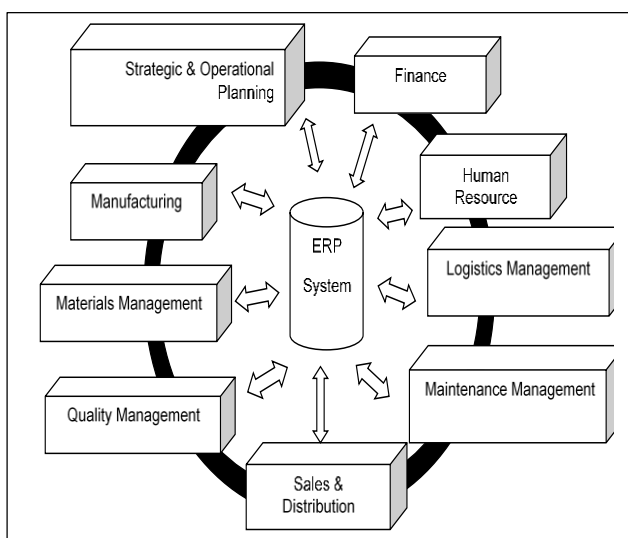 Strategic & Operational
Planning
Finance
Manufacturing
Human
Resource
ERP
System
Logistics Management
Materials Management
Maintenance Management
Quality Management
Sales &
Distribution